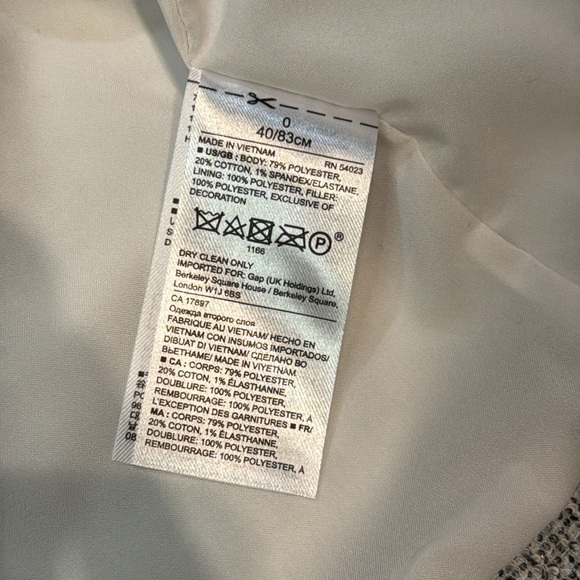 0
40/83CM
MADE IN VIETNAM RN 54023
■ US/GB : BODY: 79% POLYESTER,
20% COTTON, 1% SPANDEX/ELASTANE,
LINING: 100% POLYESTER, FILLER:
100% POLYESTER, EXCLUSIVE OF
DECORATION
P®
1166
DRY CLEAN ONLY
IMPORTED FOR: Gap (UK Holdings) Ltd,
Berkeley Square House / Berkeley Square,
London W1J 6BS
CA 17897
Одежда второго слоя
FABRIQUÉ AU VIETNAM/ HECHO EN
VIETNAM CON INSUMOS IMPORTADOS/
DIBUAT DI VIETNAM/ СДЕЛАНО ВО
ВЬЕТНАМЕ/ MADE IN VIYETNAM
■ CA : CORPS: 79% POLYESTER,
20% COTON, 1% ÉLASTHANNE,
DOUBLURE: 100% POLYESTER,
REMBOURRAGE: 100% POLYESTER, À
L'EXCEPTION DES GARNITURES ■ FR/
MA : CORPS: 79% POLYESTER,
20% COTON, 1% ÉLASTHANNE,
DOUBLURE: 100% POLYESTER,
REMBOURRAGE: 100% POLYESTER, À